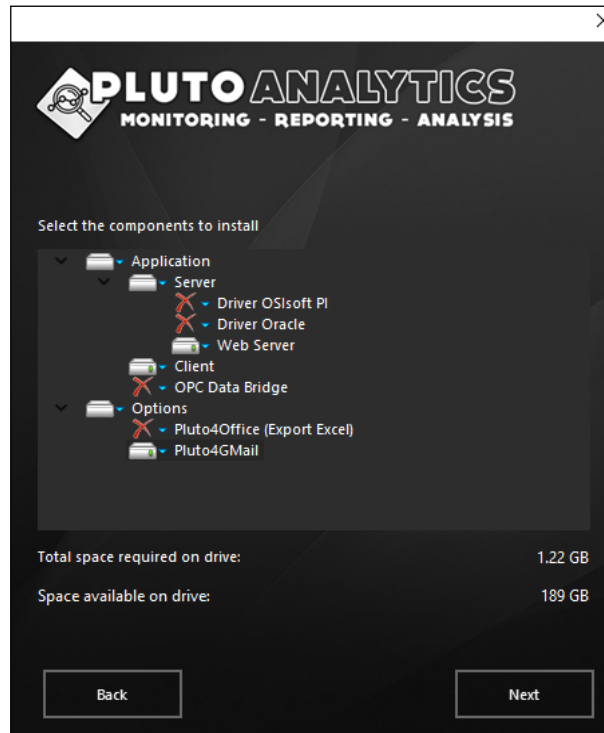 PLUTO ANALYTICS
MONITORING - REPORTING - ANALYSIS
Select the components to install
Application
Server
Driver OSIsoft PI
Driver Oracle
Web Server
Client
OPC Data Bridge
Options
Pluto4Office (Export Excel)
Pluto4GMail
Total space required on drive: 1.22 GB
Space available on drive: 189 GB
Back Next